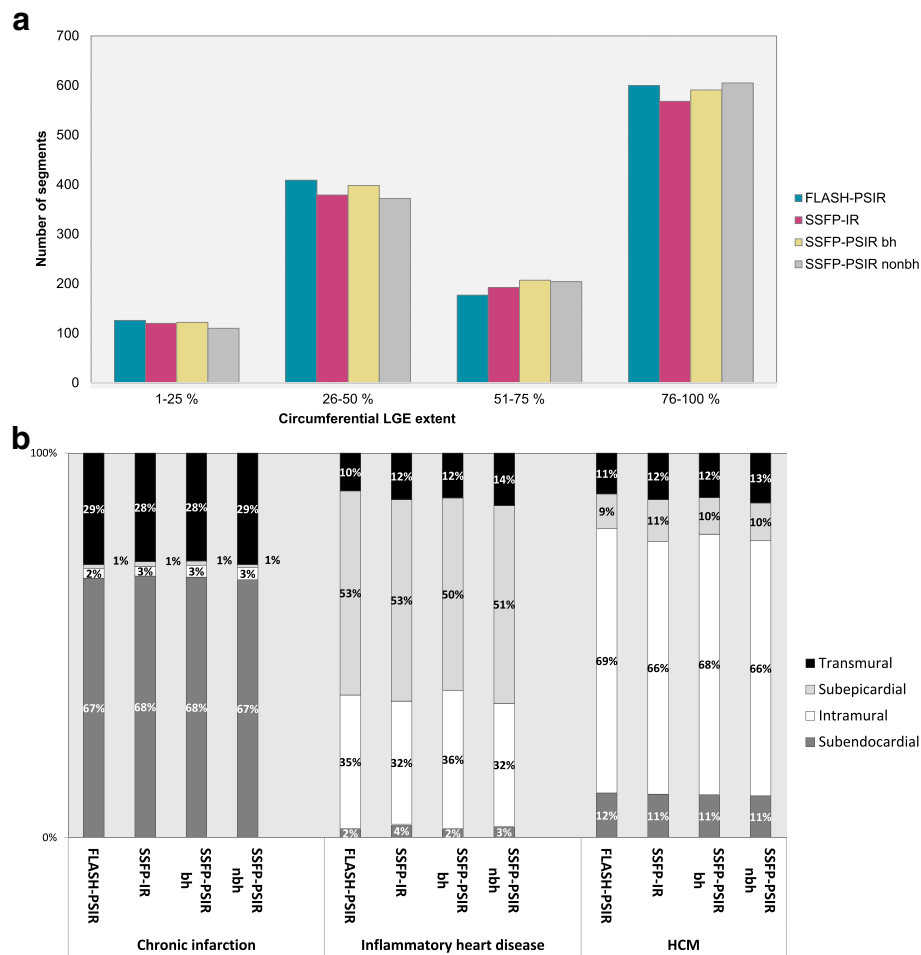 a
700
600
500
400
300
200
100
0
Number of segments
1-25 %
26-50 %
51-75 %
76-100 %
Circumferential LGE extent
FLASH-PSIR
SSFP-IR
SSFP-PSIR bh
SSFP-PSIR nonbh
b
100%
0%
29% 28% 28% 29%
1% 1% 1% 1%
2% 3% 3% 3%
67% 68% 68% 67%
10% 12% 12% 14%
53% 53% 50% 51%
35% 32% 36% 32%
2% 4% 2% 3%
11% 12% 12% 13%
9% 11% 10% 10%
69% 66% 68% 66%
12% 11% 11% 11%
Transmural
Subepicardial
Intramural
Subendocardial
FLASH-PSIR
SSFP-IR
SSFP-PSIR
bh
SSFP-PSIR
nbh
FLASH-PSIR
SSFP-IR
SSFP-PSIR
bh
SSFP-PSIR
nbh
FLASH-PSIR
SSFP-IR
SSFP-PSIR
bh
SSFP-PSIR
nbh
Chronic infarction
Inflammatory heart disease
HCM